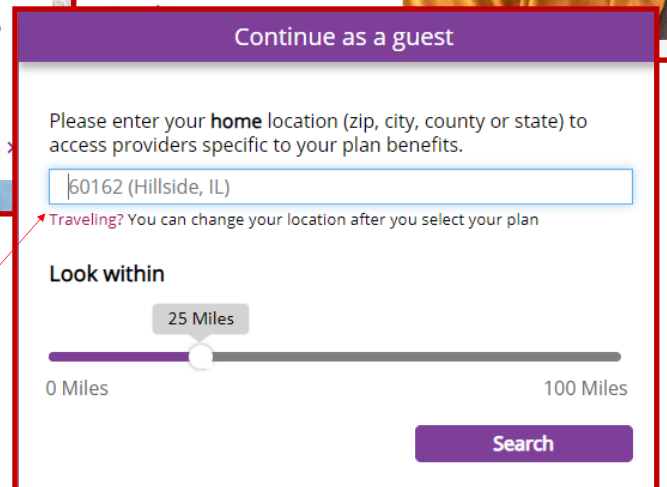 Continue as a guest
Please enter your home location (zip, city, county or state) to
access providers specific to your plan benefits.
60162 (Hillside, IL)
Traveling? You can change your location after you select your plan
Look within
25 Miles
0 Miles 100 Miles
Search